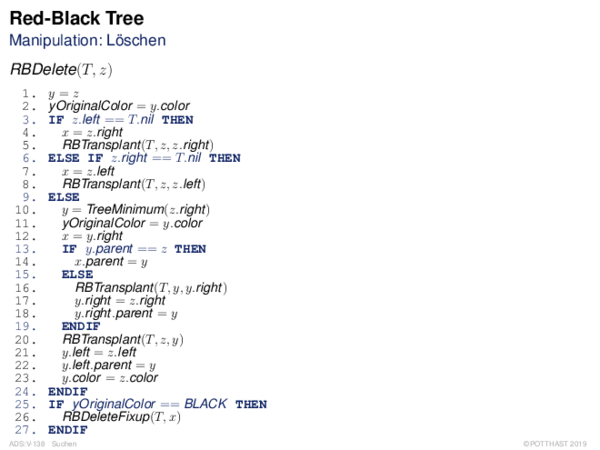 Red-Black Tree
Manipulation: Löschen
RBDelete(T, z)
1. y = z
2. yOriginalColor = y.color
3. IF z.left == T.nil THEN
4. x = z.right
5. RBTransplant(T, z, z.right)
6. ELSE IF z.right == T.nil THEN
7. x = z.left
8. RBTransplant(T, z, z.left)
9. ELSE
10. y = TreeMinimum(z.right)
11. yOriginalColor = y.color
12. x = y.right
13. IF y.parent == z THEN
14. x.parent = y
15. ELSE
16. RBTransplant(T, y, y.right)
17. y.right = z.right
18. y.right.parent = y
19. ENDIF
20. RBTransplant(T, z, y)
21. y.left = z.left
22. y.left.parent = y
23. y.color = z.color
24. ENDIF
25. IF yOriginalColor == BLACK THEN
26. RBDeleteFixup(T, x)
27. ENDIF
ADS:V-138 Suchen ©POTTHAST 2019